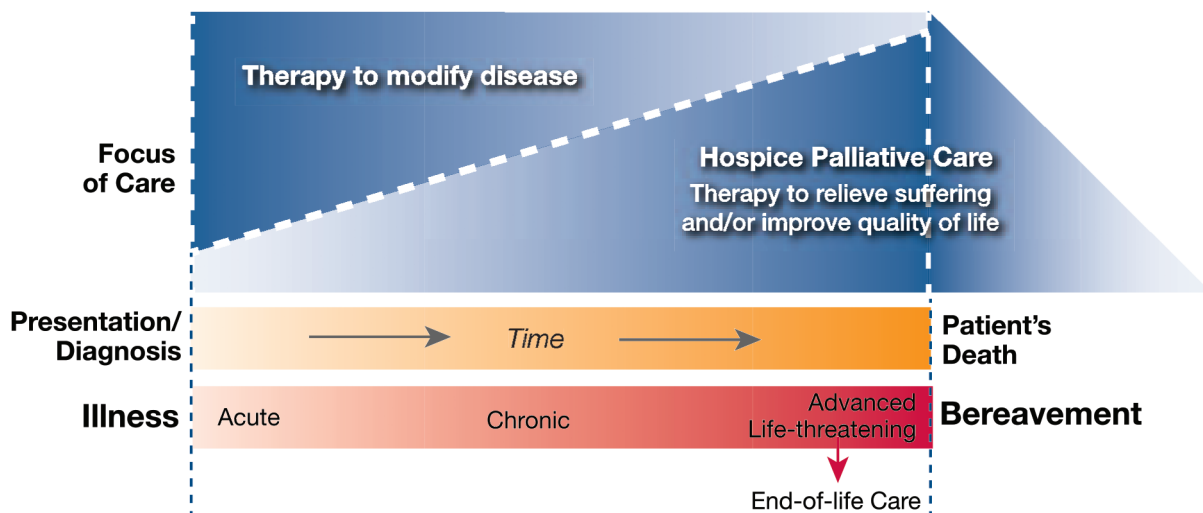 Therapy to modify disease
Focus
of Care
Hospice Palliative Care
Therapy to relieve suffering
and/or improve quality of life
Presentation/
Diagnosis
Time
Patient’s
Death
Illness
Acute
Chronic
Advanced
Life-threatening
Bereavement
End-of-life Care